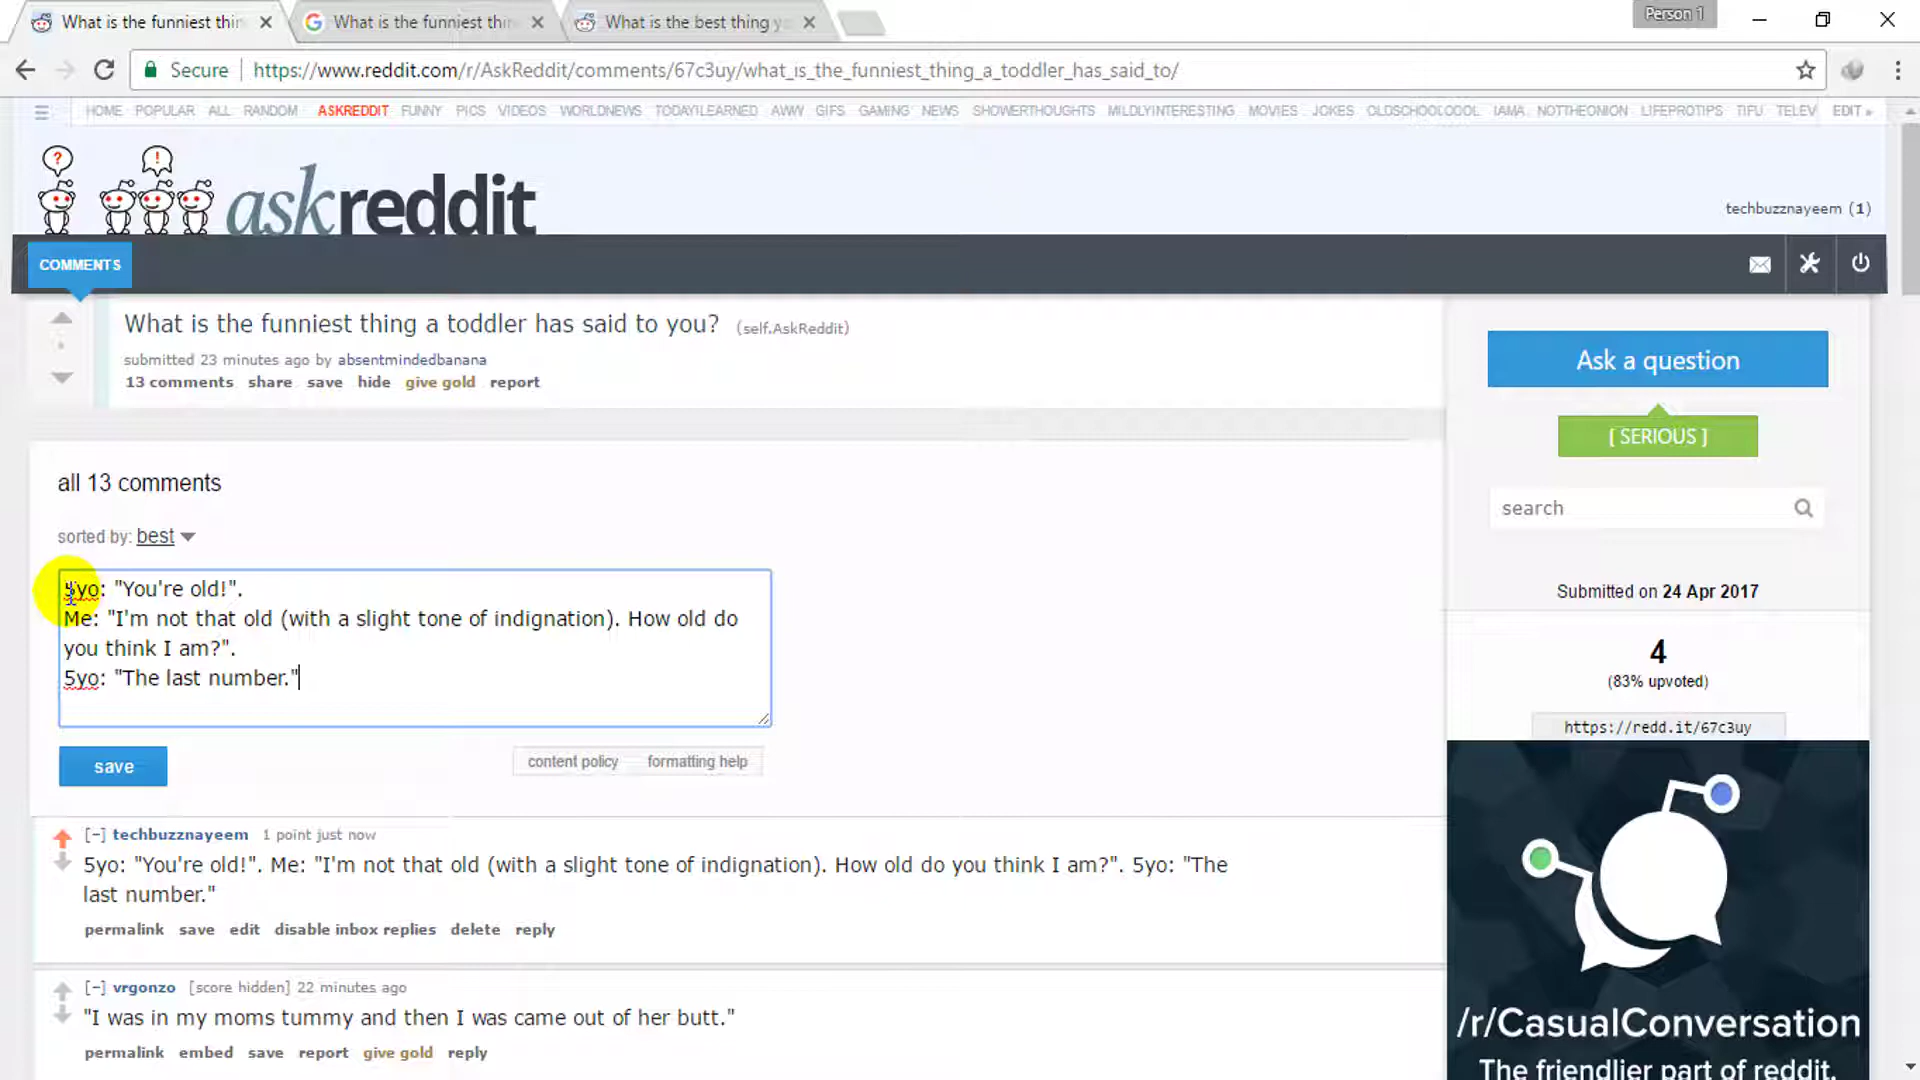 What is the funniest thin
What is the funniest thin
What is the best thing y
Person 1
Secure
https://www.reddit.com/r/AskReddit/comments/67c3uy/what_is_the_funniest_thing_a_toddler_has_said_to/
HOME POPULAR ALL RANDOM ASKREDDIT FUNNY PICS VIDEOS WORLDNEWS TODAYILEARNED AWW GIFS GAMING NEWS SHOWERTHOUGHTS MILDLYINTERESTING MOVIES JOKES OLDSCHOOLCOOL IAMA NOTTHEONION LIFEPROTIPS TIFU TELEV EDIT »
? !
askreddit
techbuzznayeem (1)
COMMENTS
What is the funniest thing a toddler has said to you? (self.AskReddit)
submitted 23 minutes ago by absentmindedbanana
13 comments share save hide give gold report
Ask a question
[ SERIOUS ]
search
all 13 comments
sorted by: best
5yo: "You're old!".
Me: "I'm not that old (with a slight tone of indignation). How old do
you think I am?".
5yo: "The last number."
save
content policy formatting help
Submitted on 24 Apr 2017
4
(83% upvoted)
https://redd.it/67c3uy
[–] techbuzznayeem 1 point just now
5yo: "You're old!". Me: "I'm not that old (with a slight tone of indignation). How old do you think I am?". 5yo: "The
last number."
permalink save edit disable inbox replies delete reply
[–] vrgonzo [score hidden] 22 minutes ago
"I was in my moms tummy and then I was came out of her butt."
permalink embed save report give gold reply
/r/CasualConversation
The friendlier part of reddit.